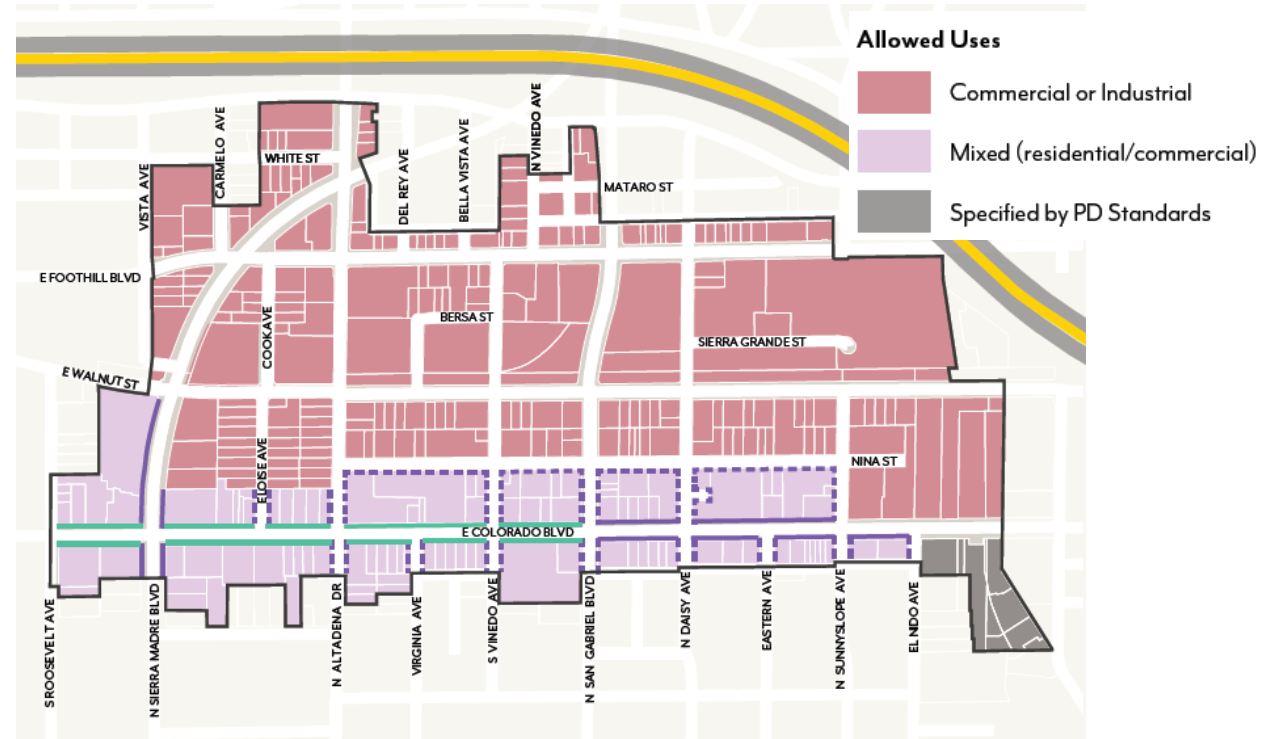 Allowed Uses
Commercial or Industrial
Mixed (residential/commercial)
Specified by PD Standards
VISTA AVE
CARMELO AVE
WHITE ST
DEL REY AVE
BELLA VISTA AVE
N VINEDO AVE
MATARO ST
E FOOTHILL BLVD
COOK AVE
BERSA ST
SIERRA GRANDE ST
E WALNUT ST
ELOISE AVE
NINA ST
E COLORADO BLVD
S ROOSEVELT AVE
N SIERRA MADRE BLVD
N ALTADENA DR
VIRGINIA AVE
S VINEDO AVE
N SAN GABRIEL BLVD
N DAISY AVE
EASTERN AVE
N SUNNYSLOPE AVE
EL NIDO AVE